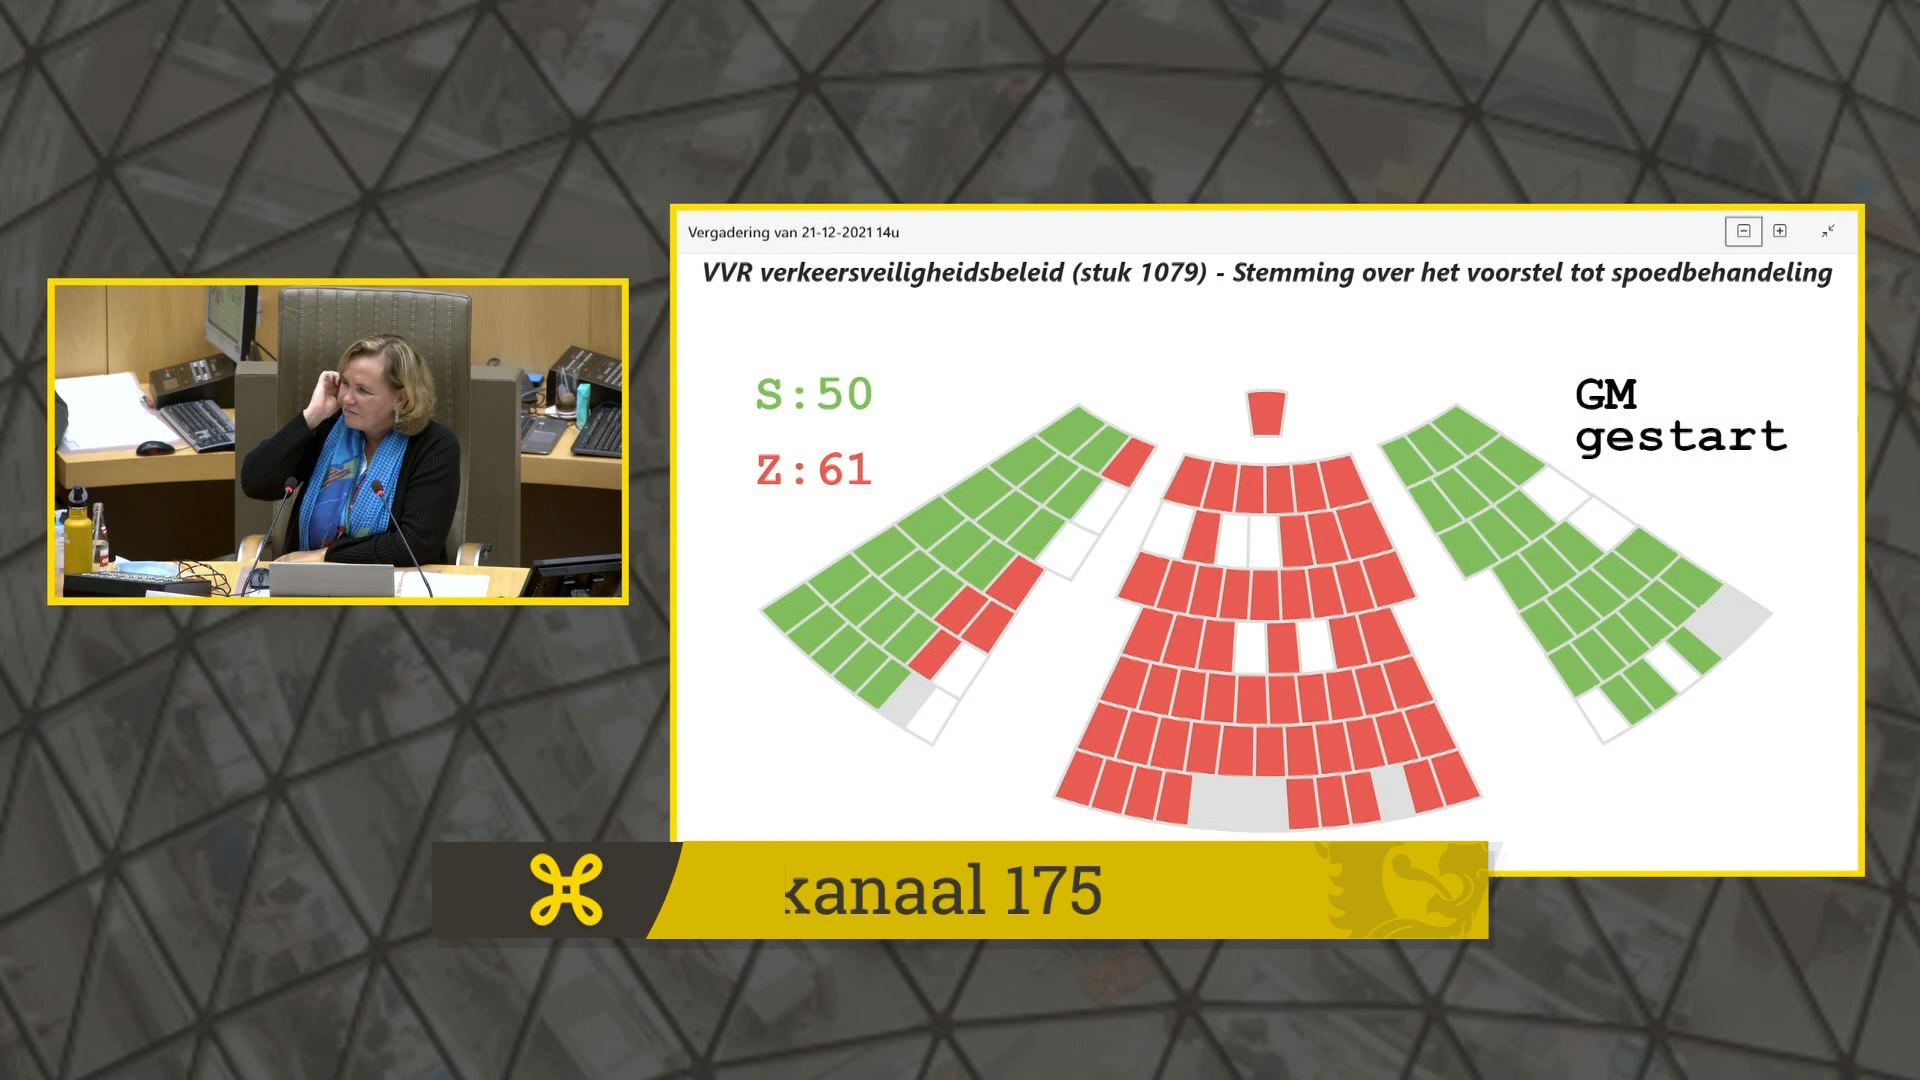 Vergadering van 21-12-2021 14u
VVR verkeersveiligheidsbeleid (stuk 1079) - Stemming over het voorstel tot spoedbehandeling
S:50
Z:61
GM
gestart
kanaal 175